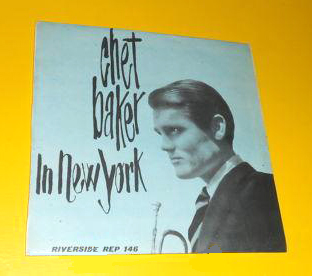 chet
baker
In New York
RIVERSIDE REP 146